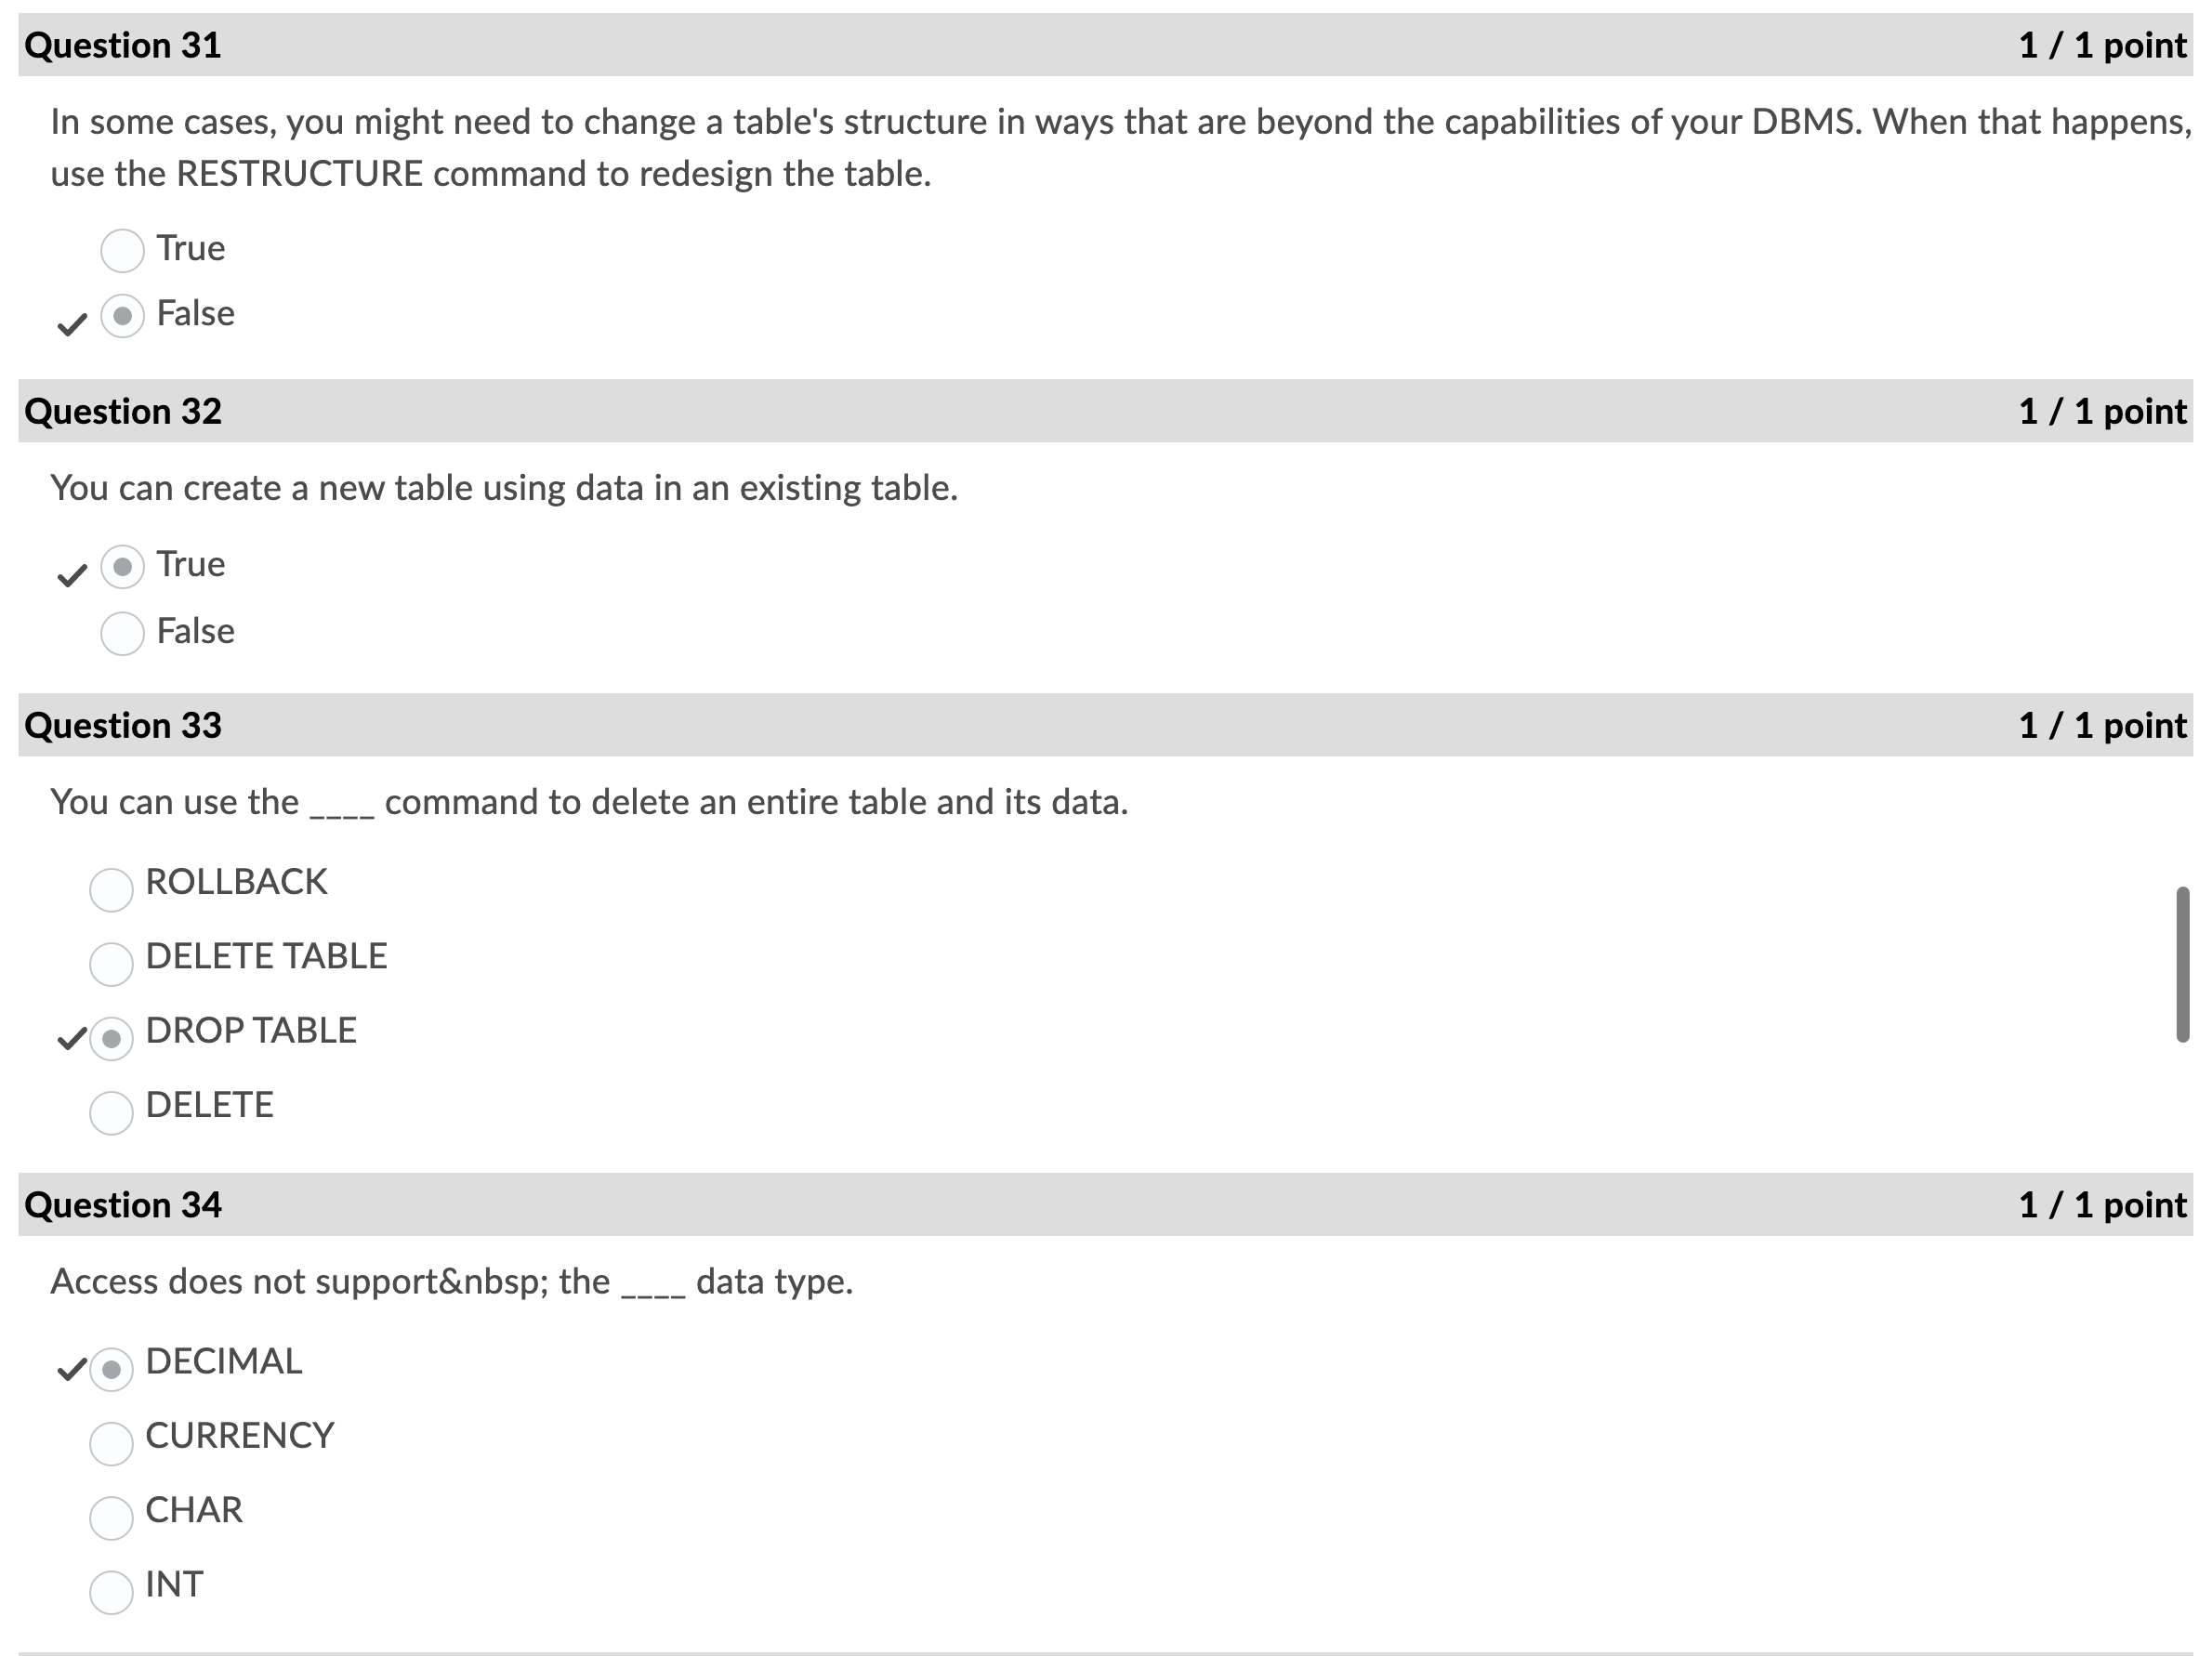 Question 31 1 / 1 point
In some cases, you might need to change a table's structure in ways that are beyond the capabilities of your DBMS. When that happens,
use the RESTRUCTURE command to redesign the table.
True
False
Question 32 1 / 1 point
You can create a new table using data in an existing table.
True
False
Question 33 1 / 1 point
You can use the ____ command to delete an entire table and its data.
ROLLBACK
DELETE TABLE
DROP TABLE
DELETE
Question 34 1 / 1 point
Access does not support&nbsp; the ____ data type.
DECIMAL
CURRENCY
CHAR
INT